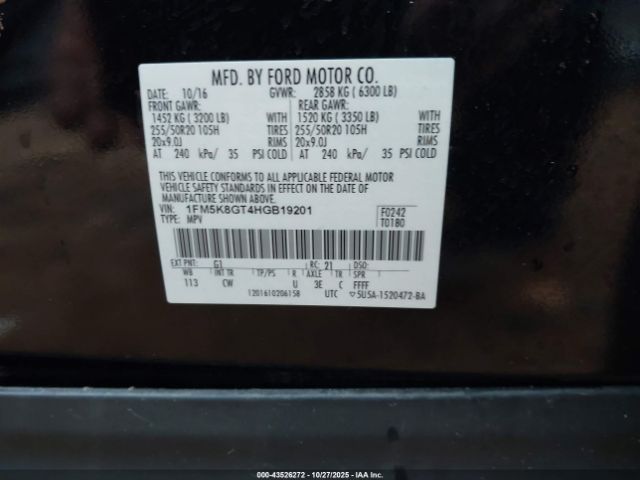 MFD. BY FORD MOTOR CO.
DATE: 10/16 GVWR: 2858 KG ( 6300 LB)
FRONT GAWR: REAR GAWR:
1452 KG ( 3200 LB) WITH 1520 KG ( 3350 LB) WITH
255/50R20 105H TIRES 255/50R20 105H TIRES
20x9.0J RIMS 20x9.0J RIMS
AT 240 kPa/ 35 PSI COLD AT 240 kPa/ 35 PSI COLD
THIS VEHICLE CONFORMS TO ALL APPLICABLE FEDERAL MOTOR
VEHICLE SAFETY STANDARDS IN EFFECT ON THE DATE OF
MANUFACTURE SHOWN ABOVE.
VIN: 1FM5K8GT4HGB19201 F0242
TYPE: MPV T0180
EXT PNT: G1 RC: 21 DSO:
WB INT TR TP/PS R AXLE TR SPR
113 CW U 3E C FFFF
12016102061​58 UTC ▽5U5A-1520472-BA
000-43526272 | 10/27/2025 | IAA Inc.